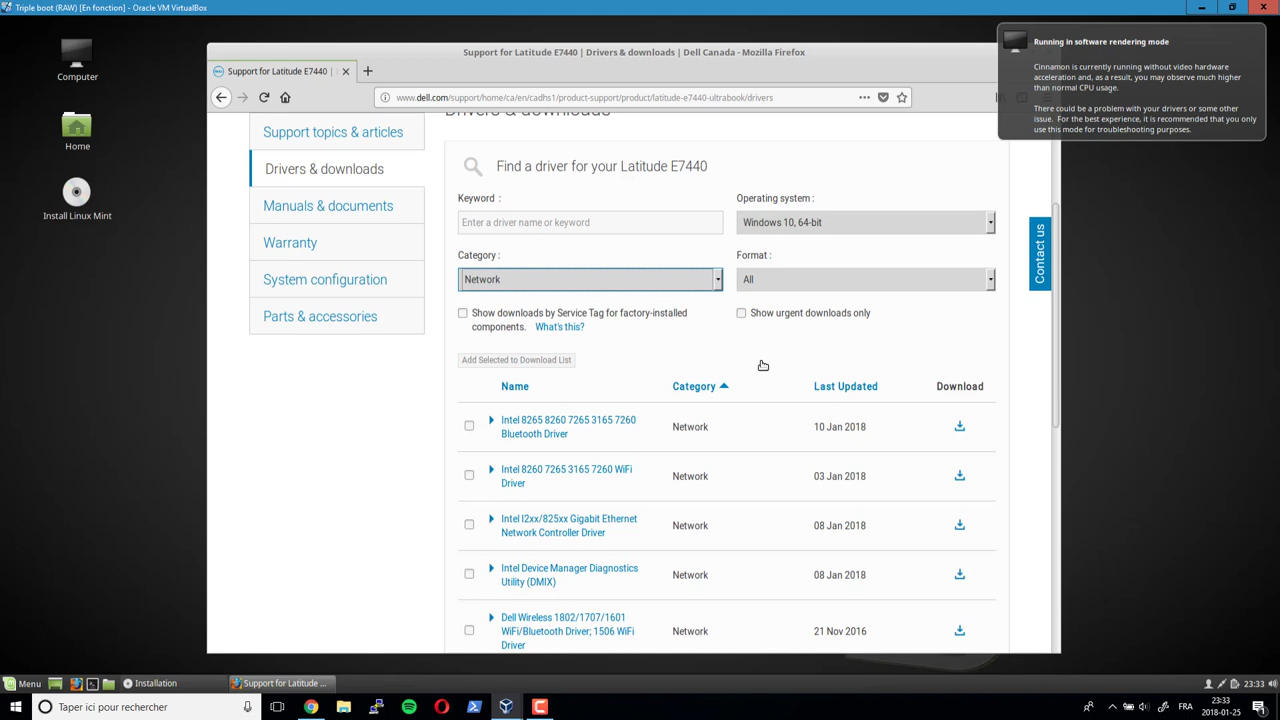 Triple boot (RAW) [En fonction] - Oracle VM VirtualBox
Computer
Home
Install Linux Mint
Support for Latitude E7440 | Drivers & downloads | Dell Canada - Mozilla Firefox
Support for Latitude E7440 |
www.dell.com/support/home/ca/en/cadhs1/product-support/product/latitude-e7440-ultrabook/drivers
Running in software rendering mode
Cinnamon is currently running without video hardware
acceleration and, as a result, you may observe much higher
than normal CPU usage.
There could be a problem with your drivers or some other
issue. For the best experience, it is recommended that you only
use this mode for troubleshooting purposes.
Support topics & articles
Drivers & downloads
Manuals & documents
Warranty
System configuration
Parts & accessories
Drivers & downloads
Find a driver for your Latitude E7440
Keyword :
Operating system :
Enter a driver name or keyword
Windows 10, 64-bit
Category :
Format :
Network
All
Show downloads by Service Tag for factory-installed
components. What's this?
Show urgent downloads only
Add Selected to Download List
Contact us
Name Category Last Updated Download
Intel 8265 8260 7265 3165 7260
Bluetooth Driver
Network
10 Jan 2018
Intel 8260 7265 3165 7260 WiFi
Driver
Network
03 Jan 2018
Intel I2xx/825xx Gigabit Ethernet
Network Controller Driver
Network
08 Jan 2018
Intel Device Manager Diagnostics
Utility (DMIX)
Network
08 Jan 2018
Dell Wireless 1802/1707/1601
WiFi/Bluetooth Driver; 1506 WiFi
Driver
Network
21 Nov 2016
Menu
Installation
Support for Latitude ...
23:33
Taper ici pour rechercher
FRA
23:33
2018-01-25
1